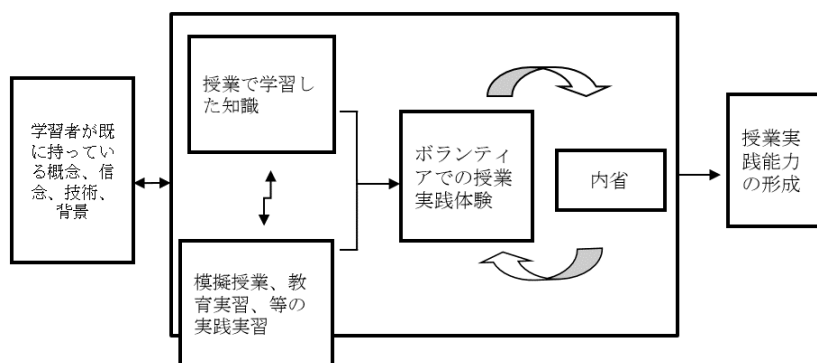 学習者が既
に持ってい
る概念、信
念、技術、
背景
授業で学習し
た知識
模擬授業、教
育実習、等の
実践実習
ボランティ
アでの授業
実践体験
内省
授業実
践能力
の形成